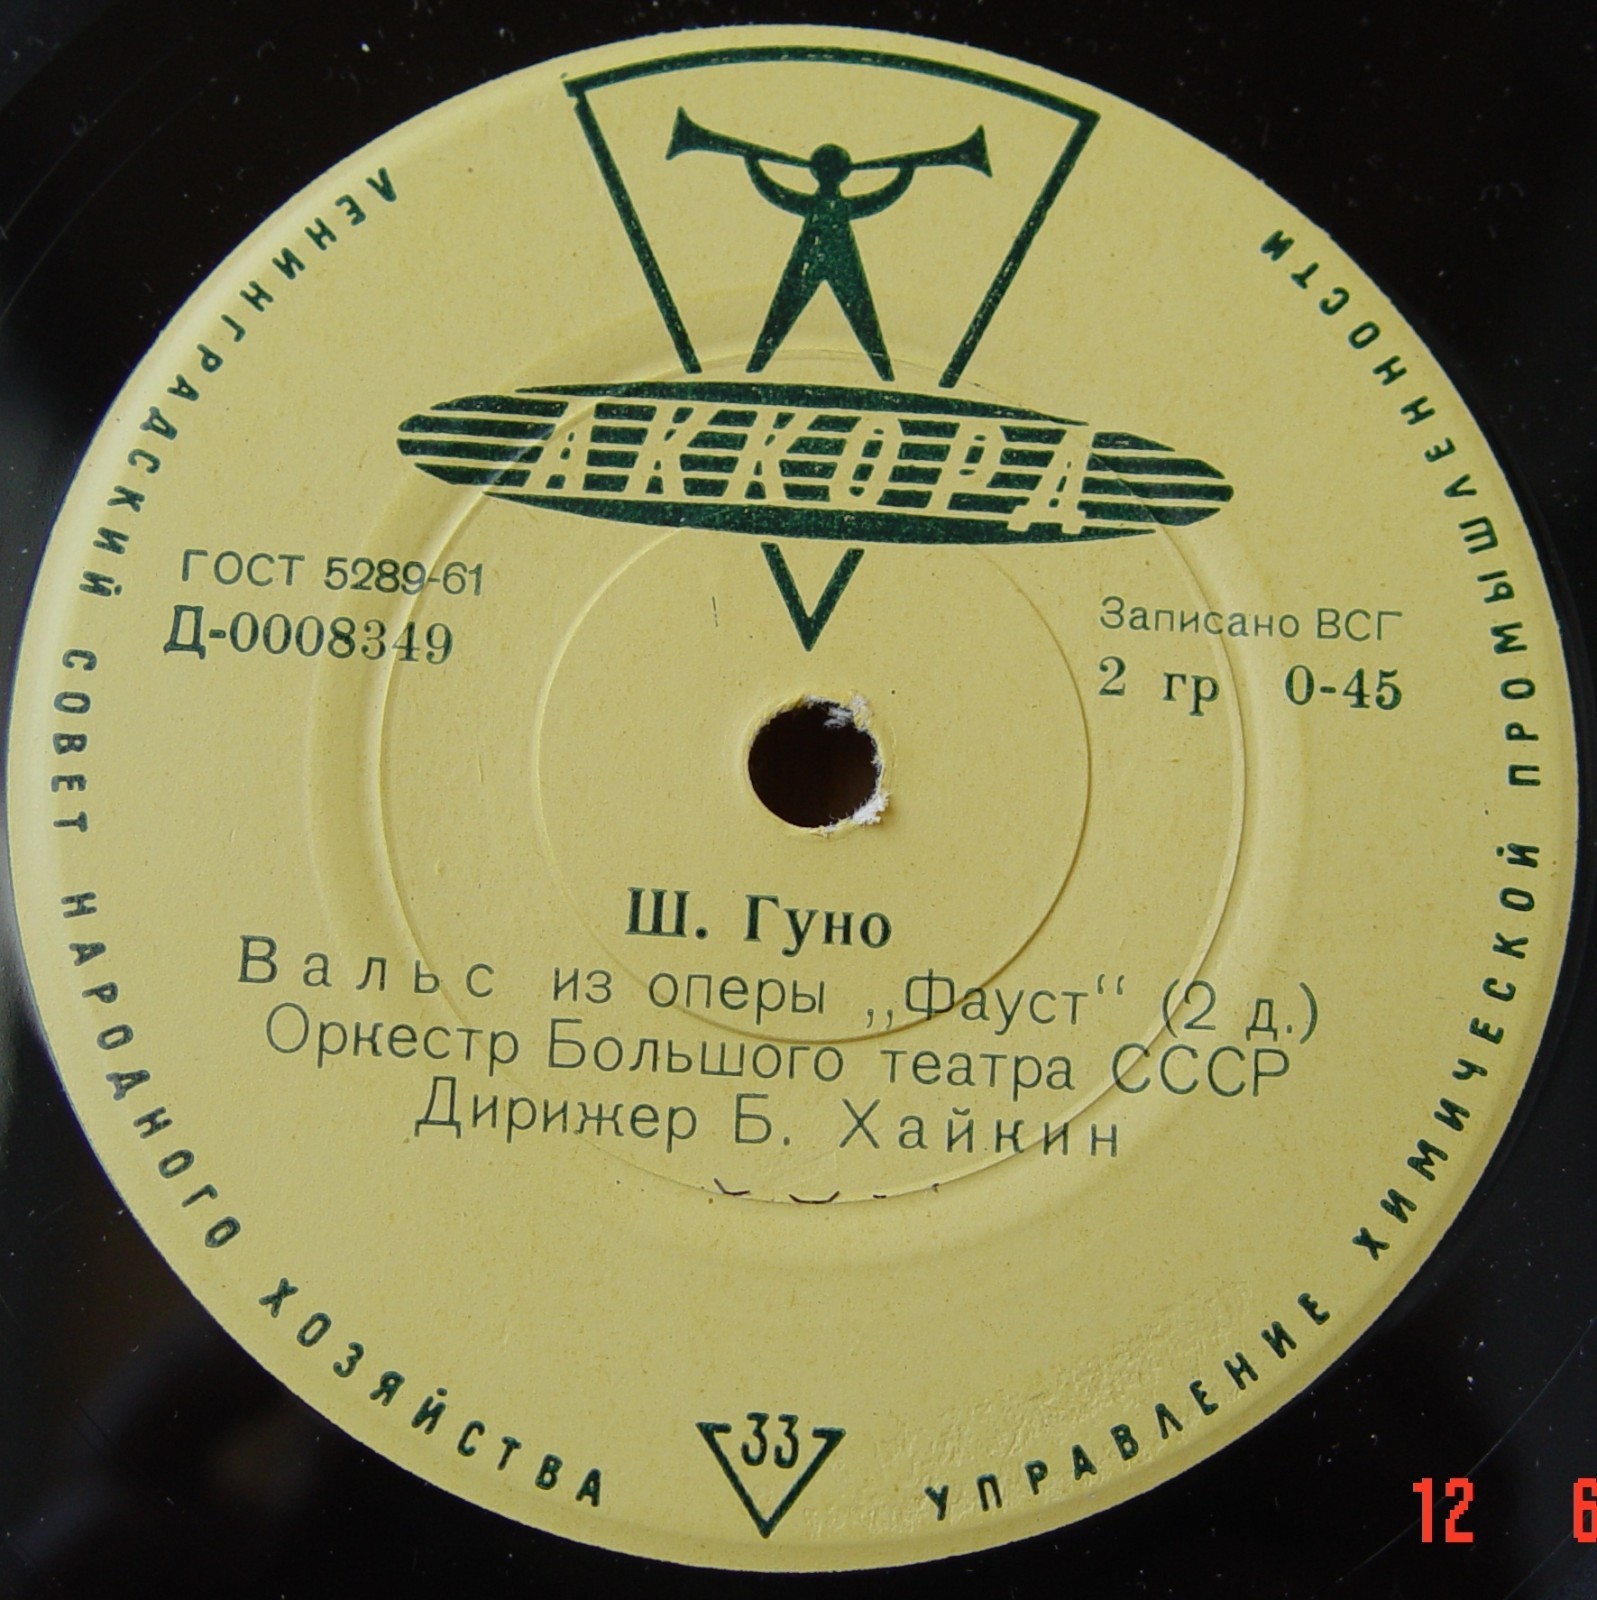 ЛЕНИНГРАДСКИЙ СОВЕТ НАРОДНОГО ХОЗЯЙСТВА
УПРАВЛЕНИЕ ХИМИЧЕСКОЙ ПРОМЫШЛЕННОСТИ
АККОРД
ГОСТ 5289-61
Д-0008349
Записано ВСГ
2 гр 0-45
Ш. Гуно
Вальс из оперы „Фауст“ (2 д.)
Оркестр Большого театра СССР
Дирижер Б. Хайкин
33
12 6